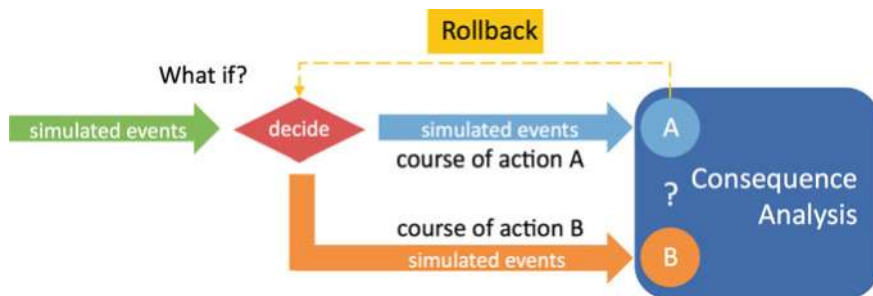 Rollback
What if?
simulated events
decide
simulated events
A
course of action A
?
Consequence
Analysis
course of action B
simulated events
B